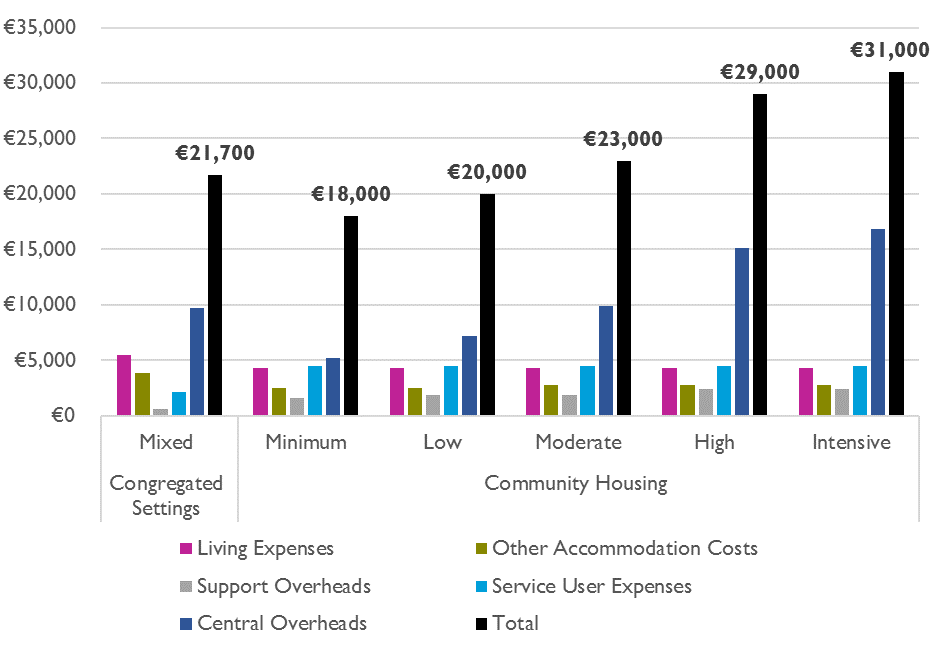 €35,000
€30,000
€25,000
€20,000
€15,000
€10,000
€5,000
€0
€21,700
€18,000
€20,000
€23,000
€29,000
€31,000
Mixed
Minimum
Low
Moderate
High
Intensive
Congregated
Settings
Community Housing
Living Expenses
Other Accommodation Costs
Support Overheads
Service User Expenses
Central Overheads
Total